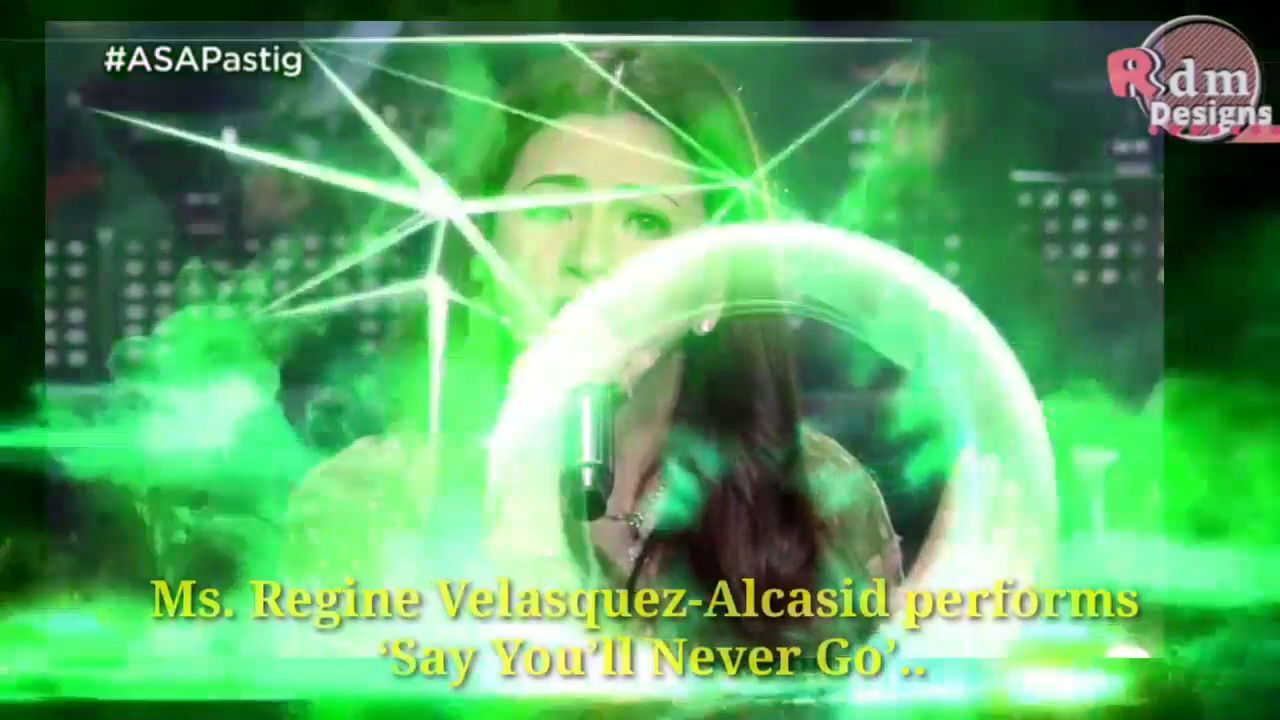 #ASAPastig
Rdm
Designs
Ms. Regine Velasquez-Alcasid performs
‘Say You’ll Never Go’..